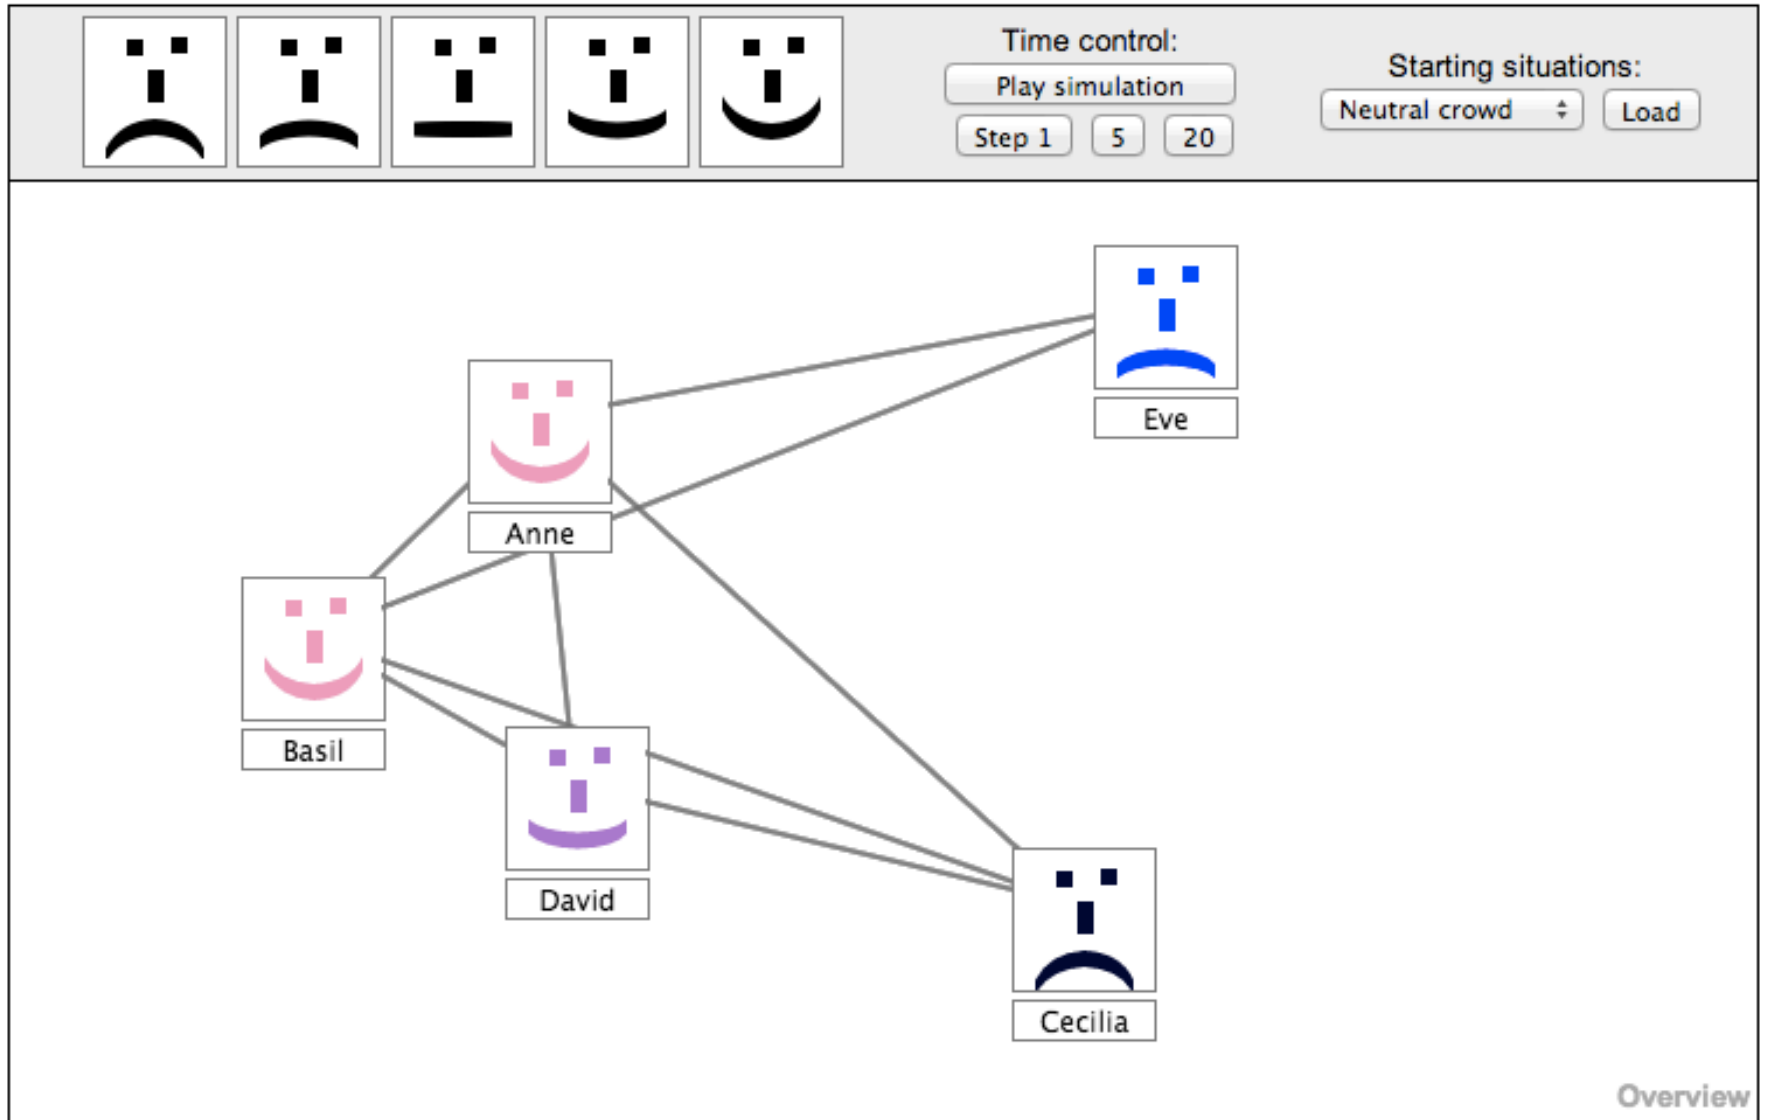 Time control:
Play simulation
Step 1 5 20
Starting situations:
Neutral crowd Load
Eve
Anne
Basil
David
Cecilia
Overview